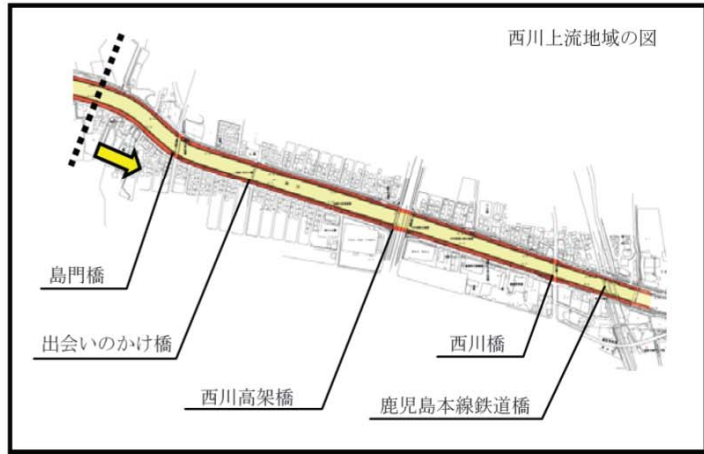 西川上流地域の図
島門橋
出会いのかけ橋
西川高架橋
西川橋
鹿児島本線鉄道橋